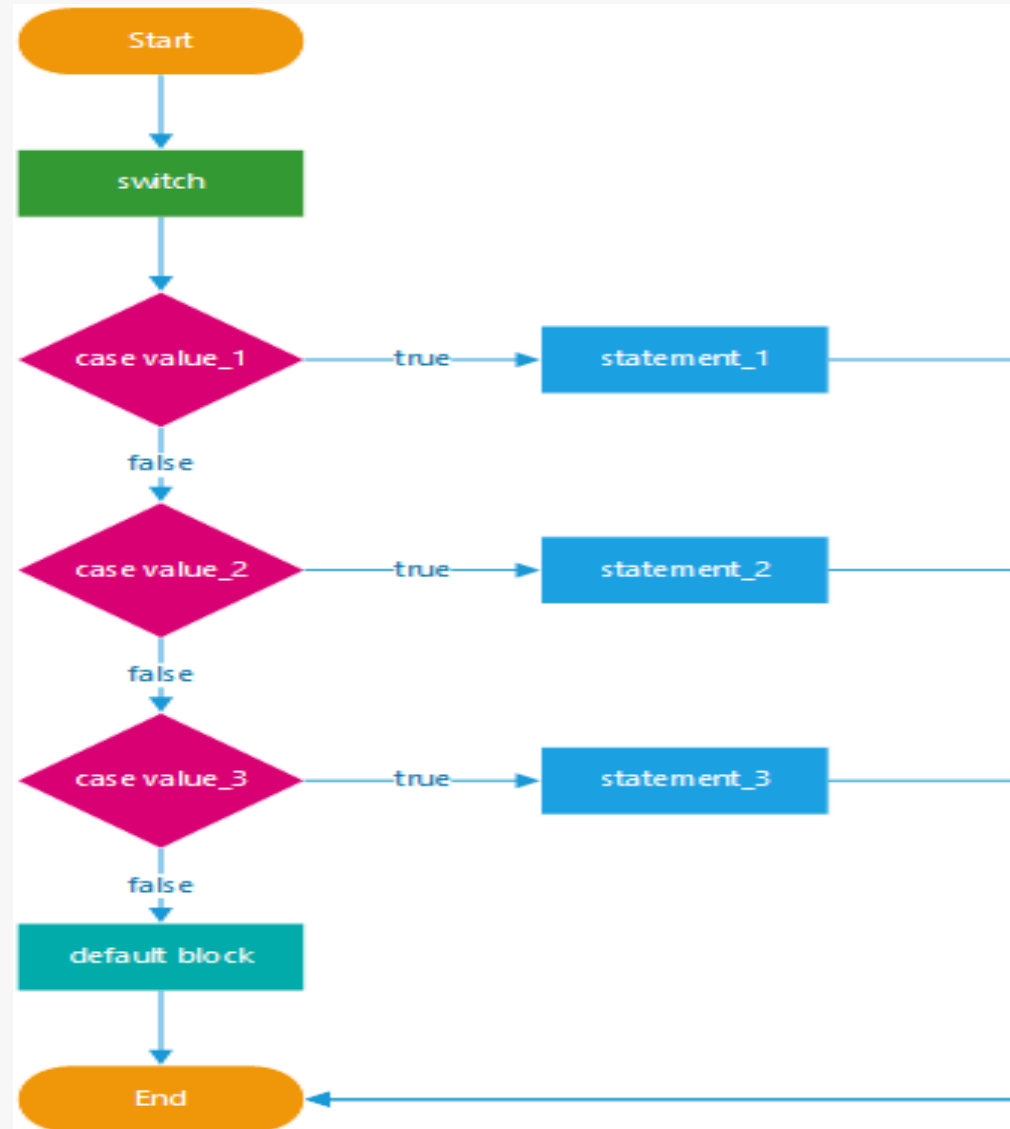 Start
switch
case value_1
true
statement_1
false
case value_2
true
statement_2
false
case value_3
true
statement_3
false
default block
End